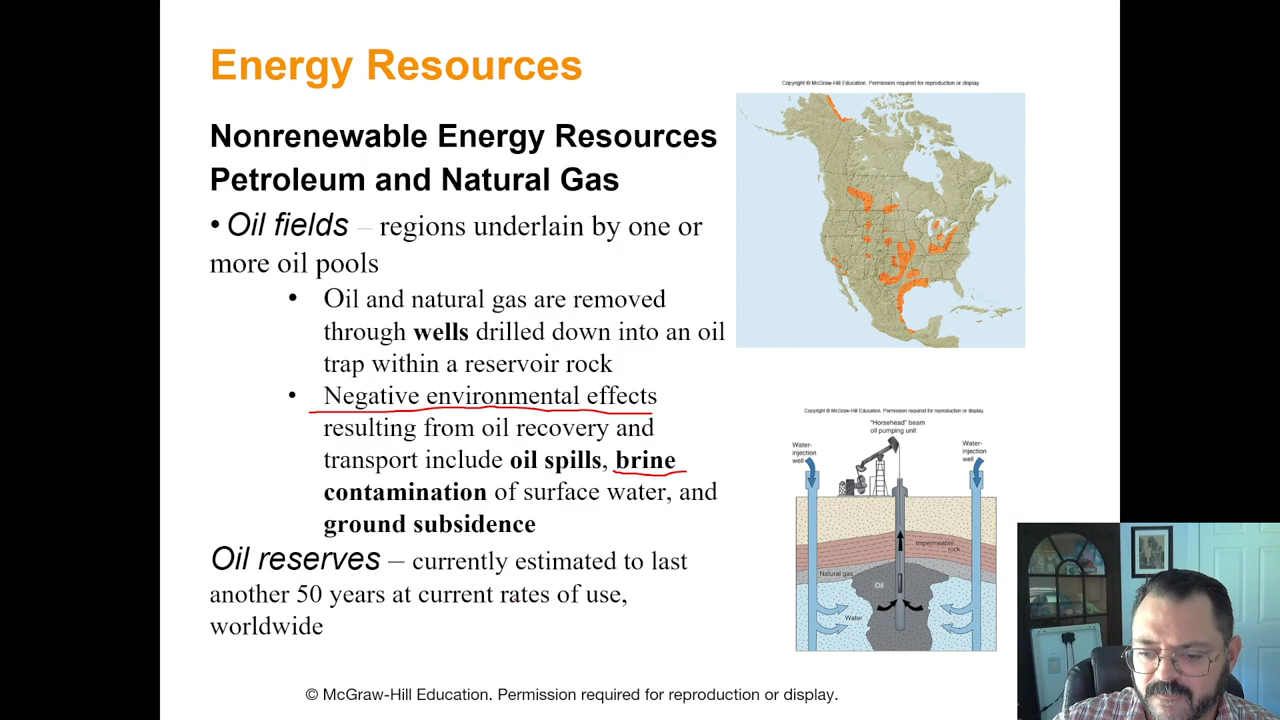 Energy Resources
Nonrenewable Energy Resources
Petroleum and Natural Gas
• Oil fields – regions underlain by one or
more oil pools
• Oil and natural gas are removed
through wells drilled down into an oil
trap within a reservoir rock
• Negative environmental effects
resulting from oil recovery and
transport include oil spills, brine
contamination of surface water, and
ground subsidence
Oil reserves – currently estimated to last
another 50 years at current rates of use,
worldwide
Copyright © McGraw-Hill Education. Permission required for reproduction or display.
Copyright © McGraw-Hill Education. Permission required for reproduction or display.
"Horsehead" beam
oil pumping unit
Water-
injection
well
Water-
injection
well
Impermeable
rock
Natural gas
Oil
Water
© McGraw-Hill Education. Permission required for reproduction or display.